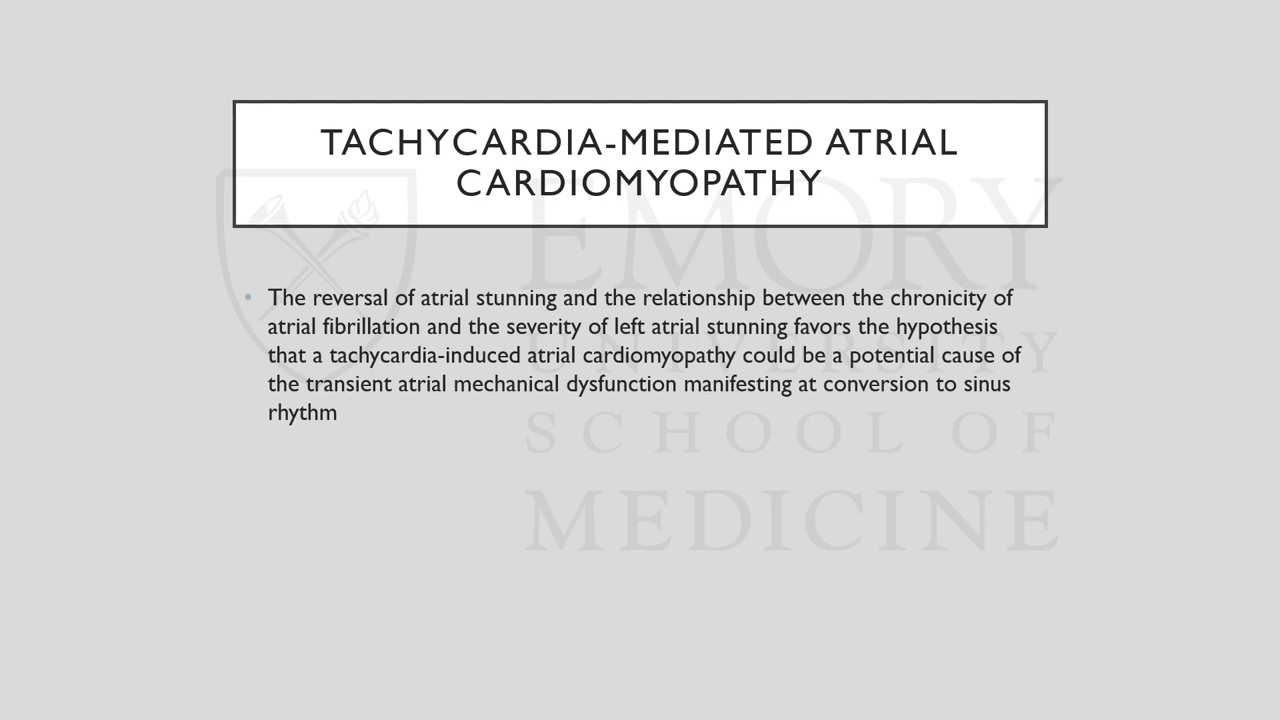 TACHYCARDIA-MEDIATED ATRIAL
CARDIOMYOPATHY
• The reversal of atrial stunning and the relationship between the chronicity of
atrial fibrillation and the severity of left atrial stunning favors the hypothesis
that a tachycardia-induced atrial cardiomyopathy could be a potential cause of
the transient atrial mechanical dysfunction manifesting at conversion to sinus
rhythm
EMORY
UNIVERSITY
SCHOOL OF
MEDICINE